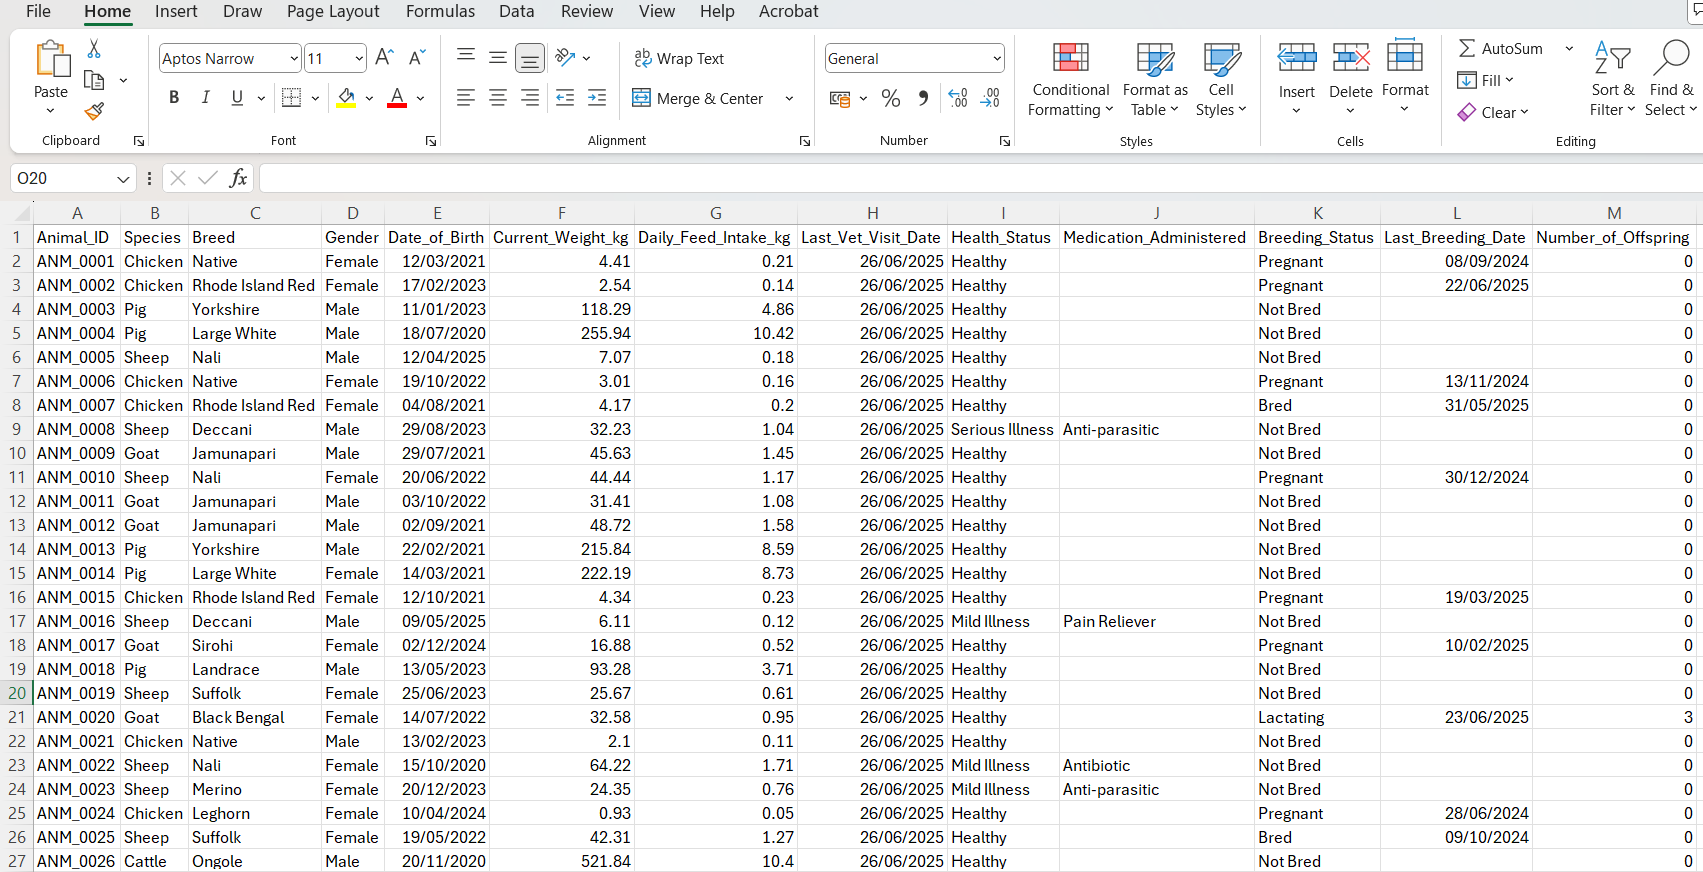 File Home Insert Draw Page Layout Formulas Data Review View Help Acrobat
Aptos Narrow 11 A^ Aˇ ab Wrap Text General AutoSum
Paste B I U A Merge & Center % Conditional Formatting Format as Table Cell Styles Insert Delete Format Fill Clear Sort & Filter Find & Select
Clipboard Font Alignment Number Styles Cells Editing
O20 fx
A B C D E F G H I J K L M
1 Animal_ID Species Breed Gender Date_of_Birth Current_Weight_kg Daily_Feed_Intake_kg Last_Vet_Visit_Date Health_Status Medication_Administered Breeding_Status Last_Breeding_Date Number_of_Offspring
2 ANM_0001 Chicken Native Female 12/03/2021 4.41 0.21 26/06/2025 Healthy Pregnant 08/09/2024 0
3 ANM_0002 Chicken Rhode Island Red Female 17/02/2023 2.54 0.14 26/06/2025 Healthy Pregnant 22/06/2025 0
4 ANM_0003 Pig Yorkshire Male 11/01/2023 118.29 4.86 26/06/2025 Healthy Not Bred 0
5 ANM_0004 Pig Large White Male 18/07/2020 255.94 10.42 26/06/2025 Healthy Not Bred 0
6 ANM_0005 Sheep Nali Male 12/04/2025 7.07 0.18 26/06/2025 Healthy Not Bred 0
7 ANM_0006 Chicken Native Female 19/10/2022 3.01 0.16 26/06/2025 Healthy Pregnant 13/11/2024 0
8 ANM_0007 Chicken Rhode Island Red Female 04/08/2021 4.17 0.2 26/06/2025 Healthy Bred 31/05/2025 0
9 ANM_0008 Sheep Deccani Male 29/08/2023 32.23 1.04 26/06/2025 Serious Illness Anti-parasitic Not Bred 0
10 ANM_0009 Goat Jamunapari Male 29/07/2021 45.63 1.45 26/06/2025 Healthy Not Bred 0
11 ANM_0010 Sheep Nali Female 20/06/2022 44.44 1.17 26/06/2025 Healthy Pregnant 30/12/2024 0
12 ANM_0011 Goat Jamunapari Male 03/10/2022 31.41 1.08 26/06/2025 Healthy Not Bred 0
13 ANM_0012 Goat Jamunapari Male 02/09/2021 48.72 1.58 26/06/2025 Healthy Not Bred 0
14 ANM_0013 Pig Yorkshire Male 22/02/2021 215.84 8.59 26/06/2025 Healthy Not Bred 0
15 ANM_0014 Pig Large White Female 14/03/2021 222.19 8.73 26/06/2025 Healthy Not Bred 0
16 ANM_0015 Chicken Rhode Island Red Female 12/10/2021 4.34 0.23 26/06/2025 Healthy Pregnant 19/03/2025 0
17 ANM_0016 Sheep Deccani Male 09/05/2025 6.11 0.12 26/06/2025 Mild Illness Pain Reliever Not Bred 0
18 ANM_0017 Goat Sirohi Female 02/12/2024 16.88 0.52 26/06/2025 Healthy Pregnant 10/02/2025 0
19 ANM_0018 Pig Landrace Male 13/05/2023 93.28 3.71 26/06/2025 Healthy Not Bred 0
20 ANM_0019 Sheep Suffolk Female 25/06/2023 25.67 0.61 26/06/2025 Healthy Not Bred 0
21 ANM_0020 Goat Black Bengal Female 14/07/2022 32.58 0.95 26/06/2025 Healthy Lactating 23/06/2025 3
22 ANM_0021 Chicken Native Male 13/02/2023 2.1 0.11 26/06/2025 Healthy Not Bred 0
23 ANM_0022 Sheep Nali Female 15/10/2020 64.22 1.71 26/06/2025 Mild Illness Antibiotic Not Bred 0
24 ANM_0023 Sheep Merino Female 20/12/2023 24.35 0.76 26/06/2025 Mild Illness Anti-parasitic Not Bred 0
25 ANM_0024 Chicken Leghorn Female 10/04/2024 0.93 0.05 26/06/2025 Healthy Pregnant 28/06/2024 0
26 ANM_0025 Sheep Suffolk Female 19/05/2022 42.31 1.27 26/06/2025 Healthy Bred 09/10/2024 0
27 ANM_0026 Cattle Ongole Male 20/11/2020 521.84 10.4 26/06/2025 Healthy Not Bred 0